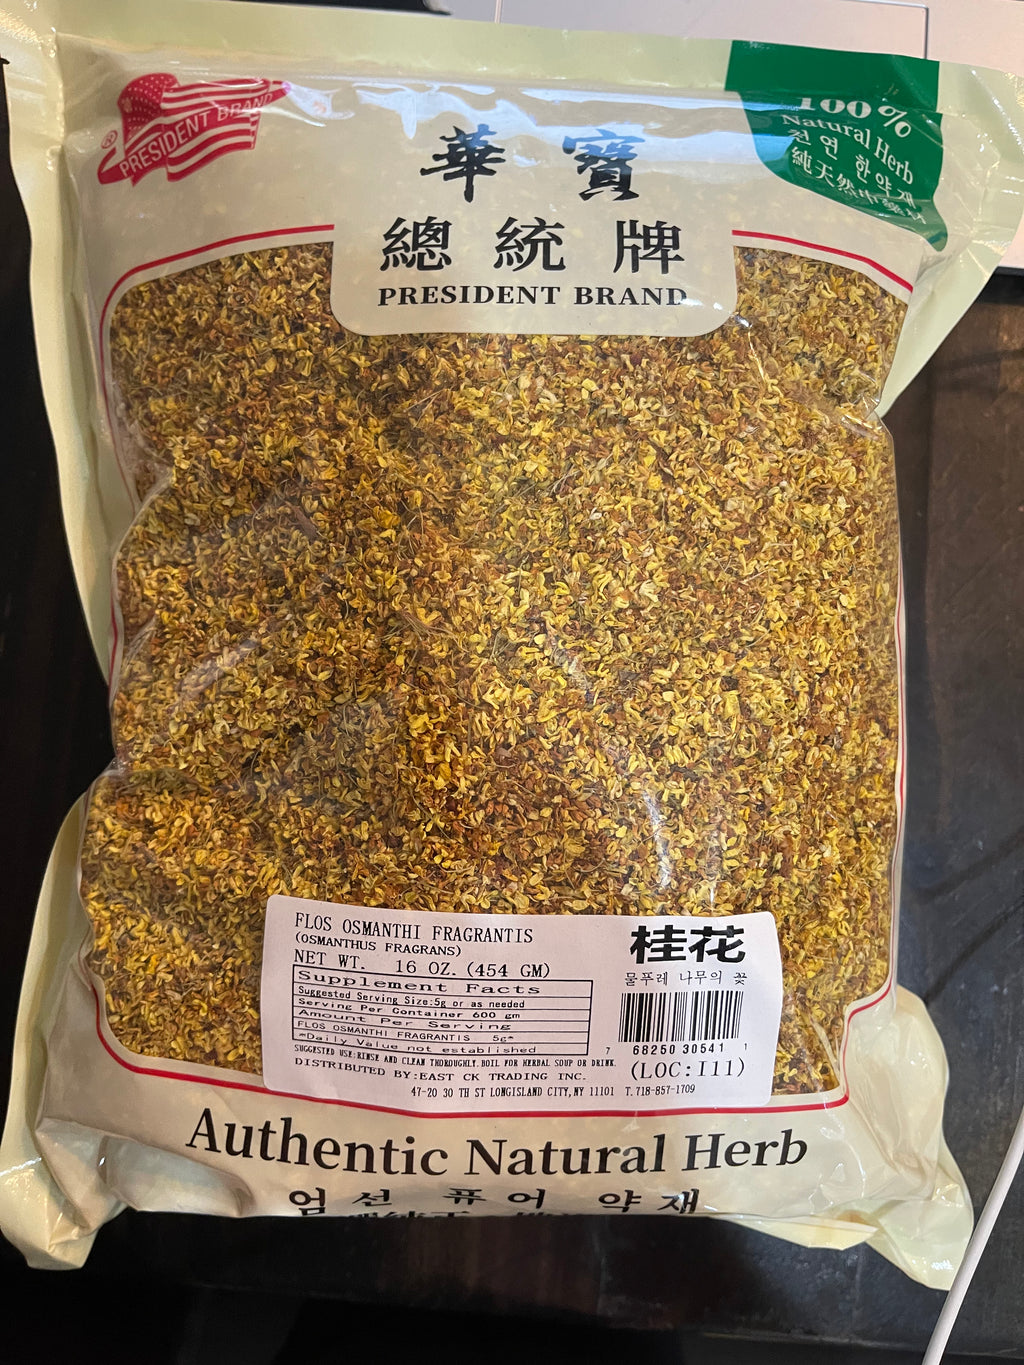 ® PRESIDENT BRAND
100%
Natural Herb
천연 한약재
純天然中藥材
華寶
總統牌
PRESIDENT BRAND
FLOS OSMANTHI FRAGRANTIS
(OSMANTHUS FRAGRANS)
NET WT. 16 OZ. (454 GM)
Supplement Facts
Suggested Serving Size:5g or as needed
Serving Per Container 600 gm
Amount Per Serving
FLOS OSMANTHI FRAGRANTIS 5g*
*Daily Value not established
SUGGESTED USE:RINSE AND CLEAN THOROUGHLY.BOIL FOR HERBAL SOUP OR DRINK.
DISTRIBUTED BY:EAST CK TRADING INC.
47-20 30 TH ST LONGISLAND CITY,NY 11101 T.718-857-1709
桂花
물푸레 나무의 꽃
7 68250 30541 1
(LOC:I11)
Authentic Natural Herb
엄선 퓨어 약재